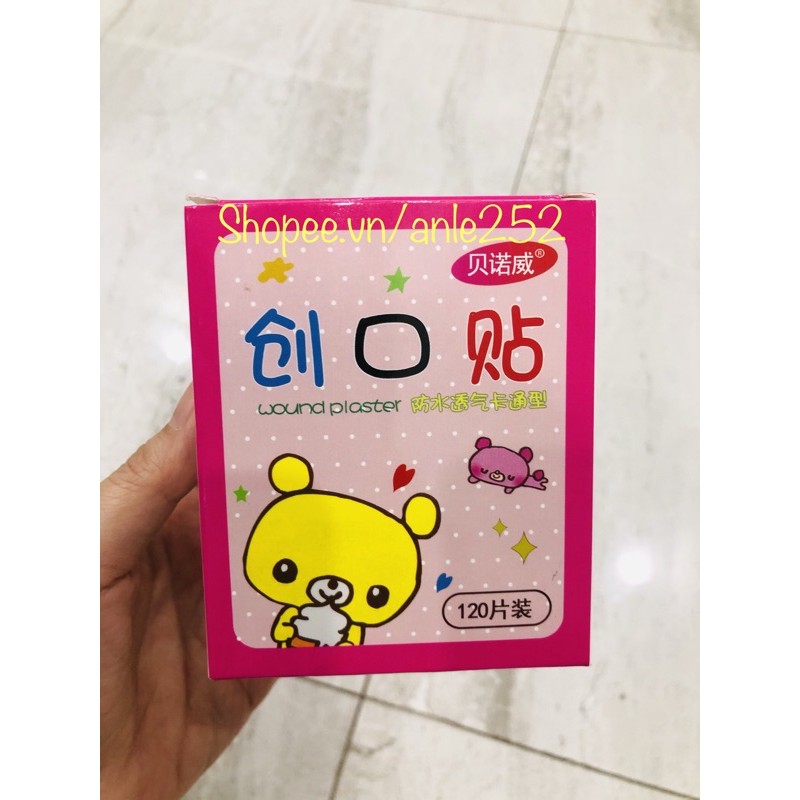 Shopee.vn/anle252
贝诺威®
创口贴
wound plaster 防水透气卡通型
120片装